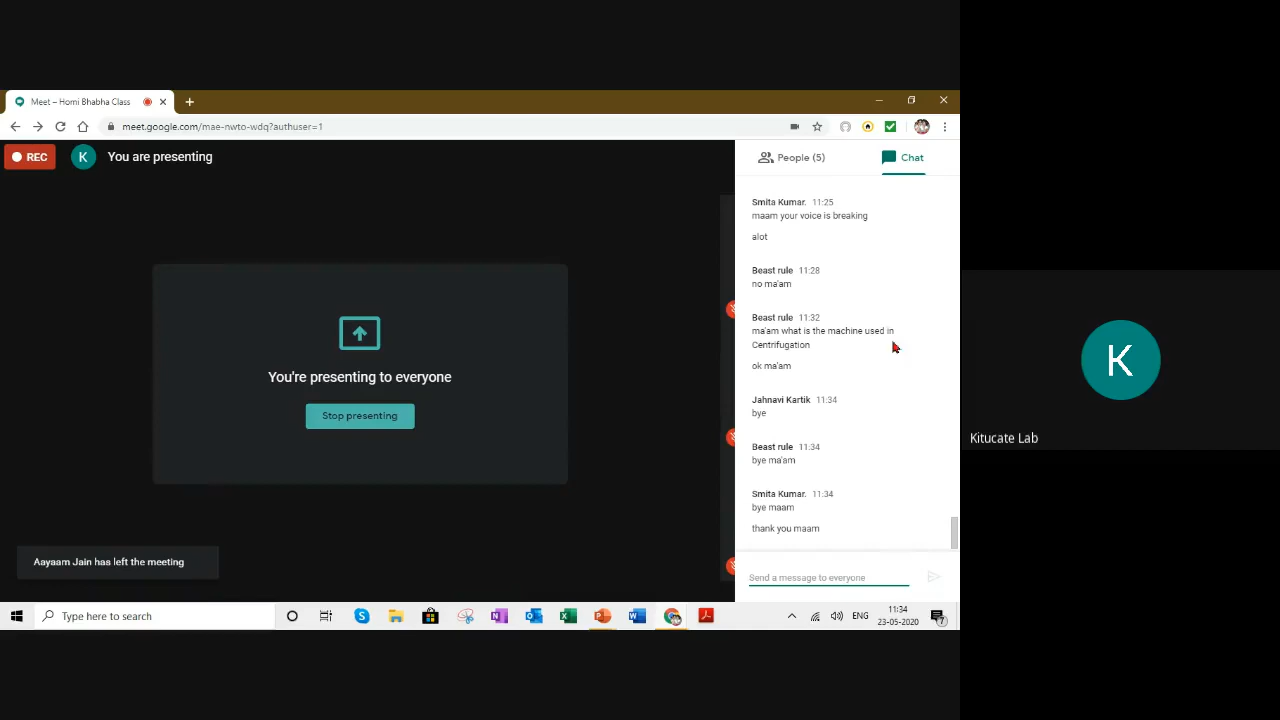 Meet – Homi Bhabha Class
meet.google.com/mae-nwto-wdq?authuser=1
REC
K
You are presenting
People (5)
Chat
Smita Kumar. 11:25
maam your voice is breaking
alot
Beast rule 11:28
no ma'am
Beast rule 11:32
ma'am what is the machine used in
Centrifugation
ok ma'am
Jahnavi Kartik 11:34
bye
Beast rule 11:34
bye ma'am
Smita Kumar. 11:34
bye maam
thank you maam
You're presenting to everyone
Stop presenting
Aayaam Jain has left the meeting
Send a message to everyone
K
Kitucate Lab
Type here to search
ENG
11:34
23-05-2020
7